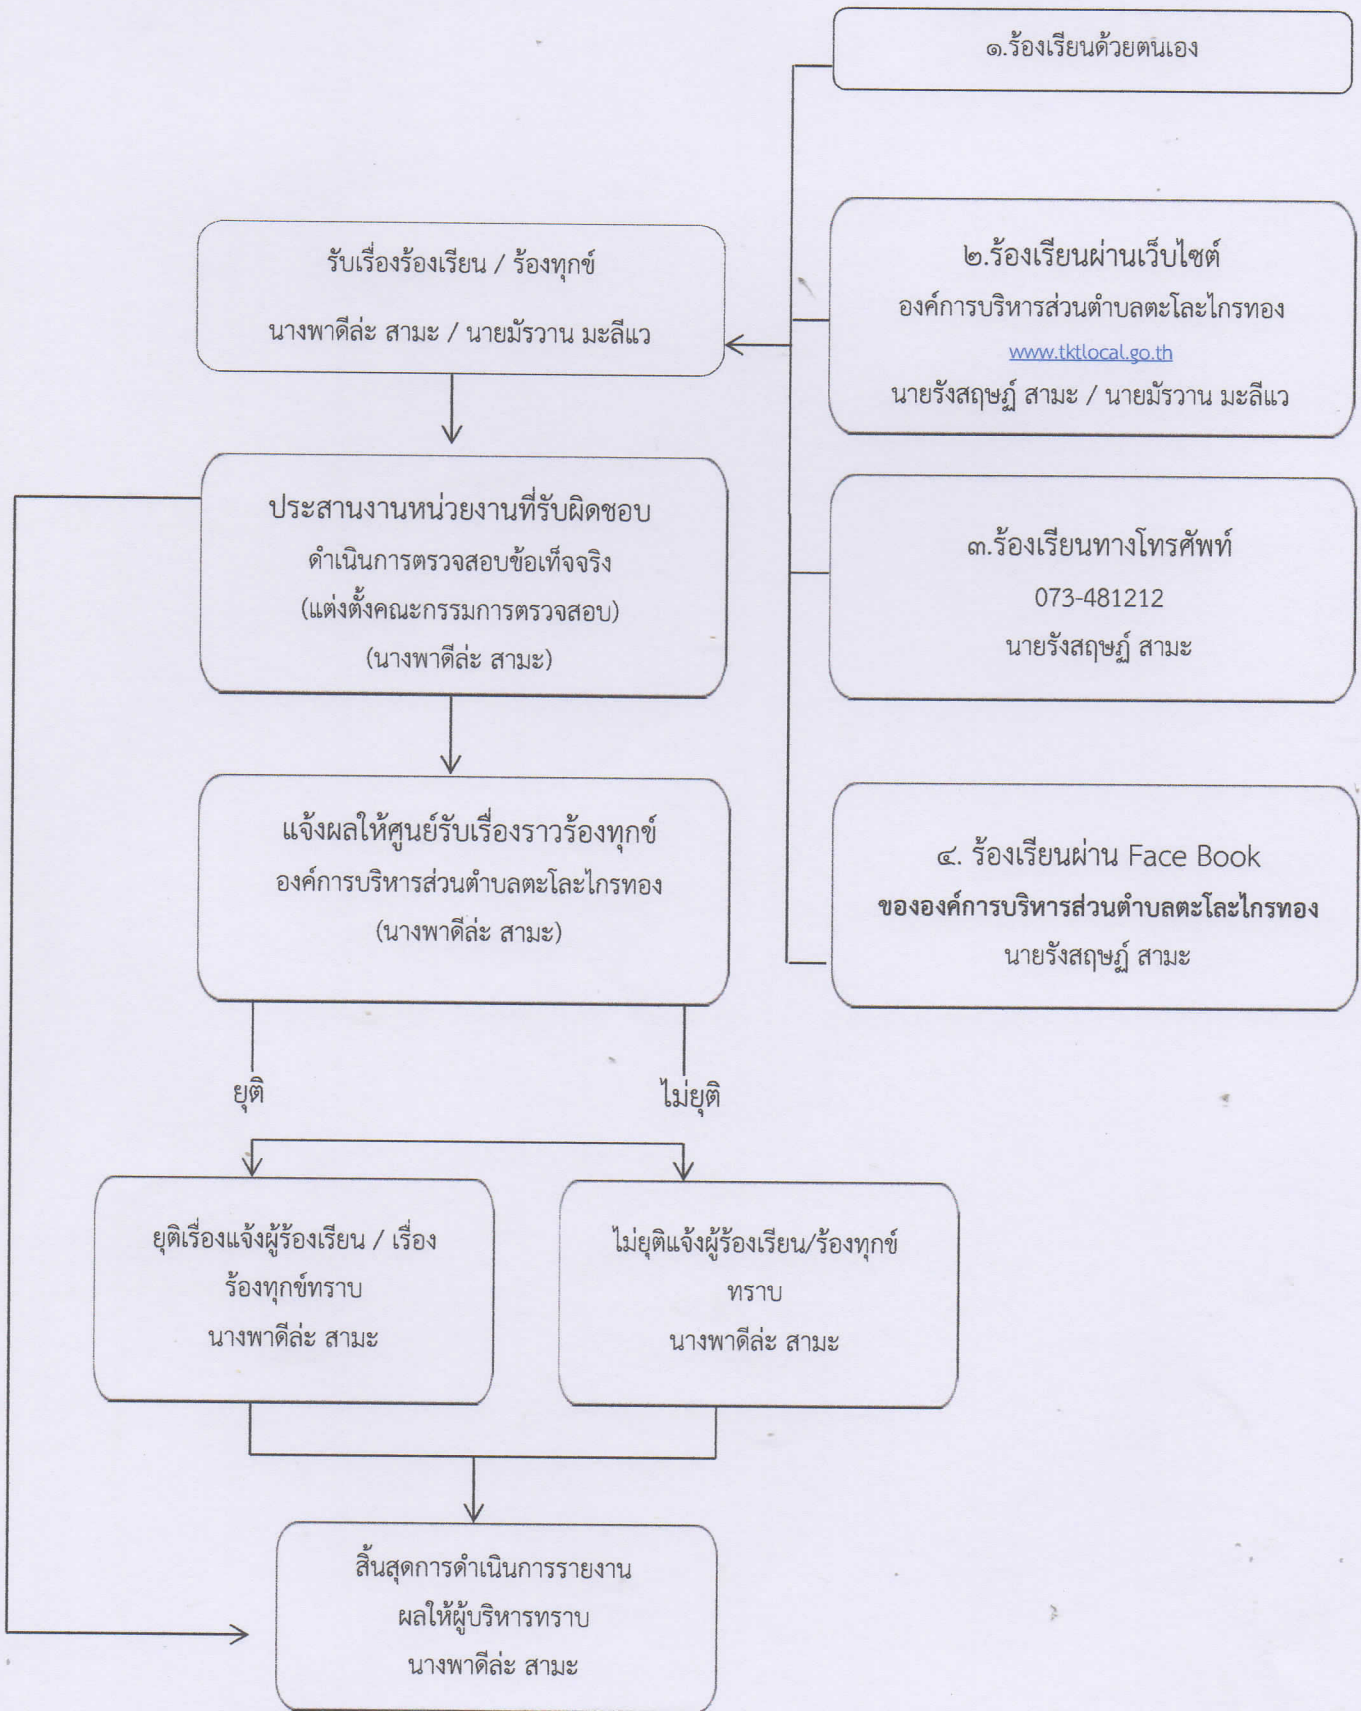 ๑.ร้องเรียนด้วยตนเอง
รับเรื่องร้องเรียน / ร้องทุกข์
นางพาดีล่ะ สามะ / นายมัรวาน มะลีแว
๒.ร้องเรียนผ่านเว็บไซต์
องค์การบริหารส่วนตำบลตะโละไกรทอง
www.tktlocal.go.th
นายรังสฤษฏ์ สามะ / นายมัรวาน มะลีแว
ประสานงานหน่วยงานที่รับผิดชอบ
ดำเนินการตรวจสอบข้อเท็จจริง
(แต่งตั้งคณะกรรมการตรวจสอบ)
(นางพาดีล่ะ สามะ)
๓.ร้องเรียนทางโทรศัพท์
073-481212
นายรังสฤษฏ์ สามะ
แจ้งผลให้ศูนย์รับเรื่องราวร้องทุกข์
องค์การบริหารส่วนตำบลตะโละไกรทอง
(นางพาดีล่ะ สามะ)
๔. ร้องเรียนผ่าน Face Book
ขององค์การบริหารส่วนตำบลตะโละไกรทอง
นายรังสฤษฏ์ สามะ
ยุติ
ไม่ยุติ
ยุติเรื่องแจ้งผู้ร้องเรียน / เรื่อง
ร้องทุกข์ทราบ
นางพาดีล่ะ สามะ
ไม่ยุติแจ้งผู้ร้องเรียน/ร้องทุกข์
ทราบ
นางพาดีล่ะ สามะ
สิ้นสุดการดำเนินการรายงาน
ผลให้ผู้บริหารทราบ
นางพาดีล่ะ สามะ